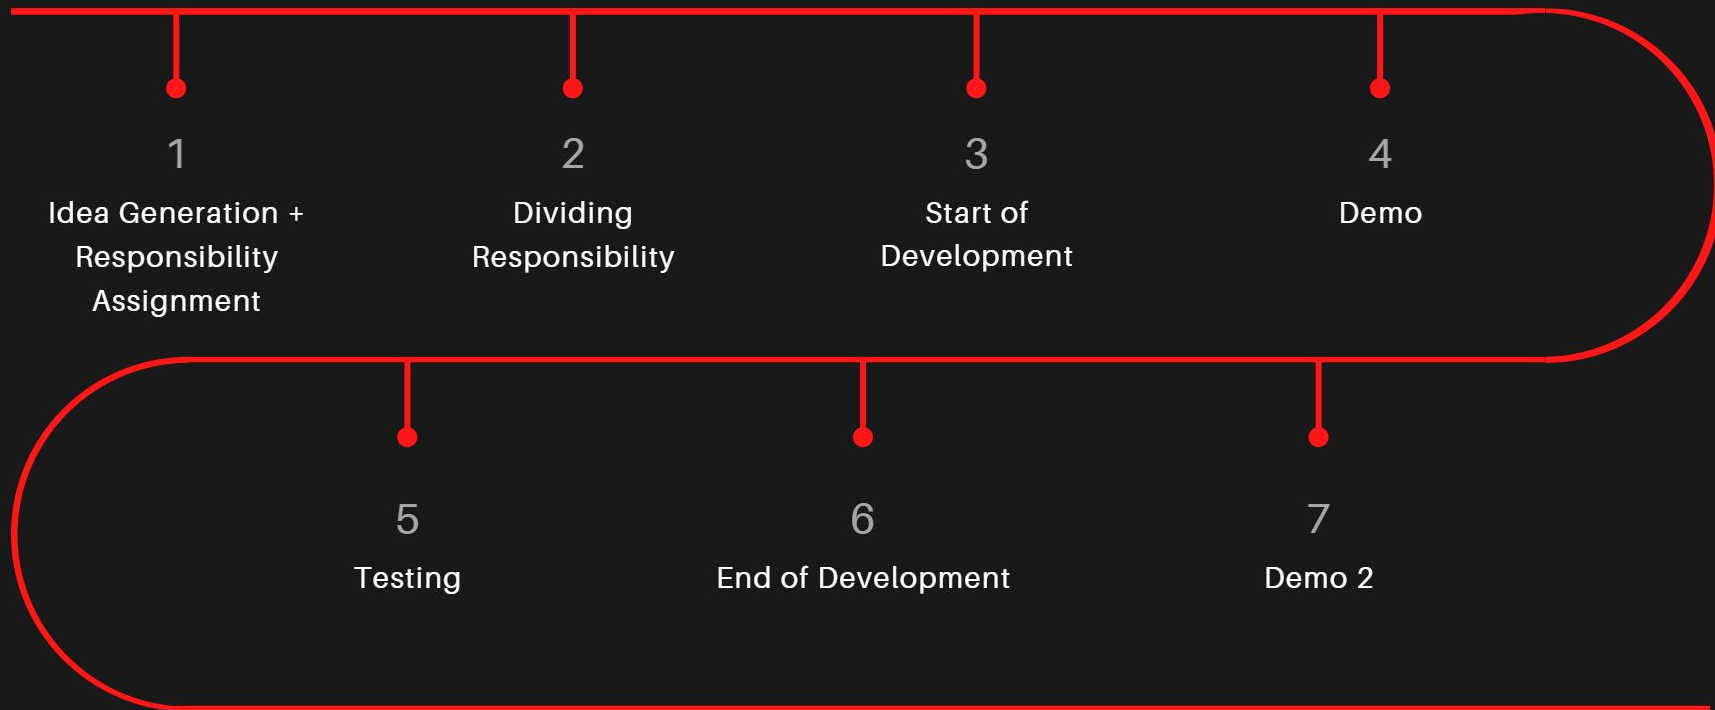 1
Idea Generation +
Responsibility
Assignment
2
Dividing
Responsibility
3
Start of
Development
4
Demo
5
Testing
6
End of Development
7
Demo 2